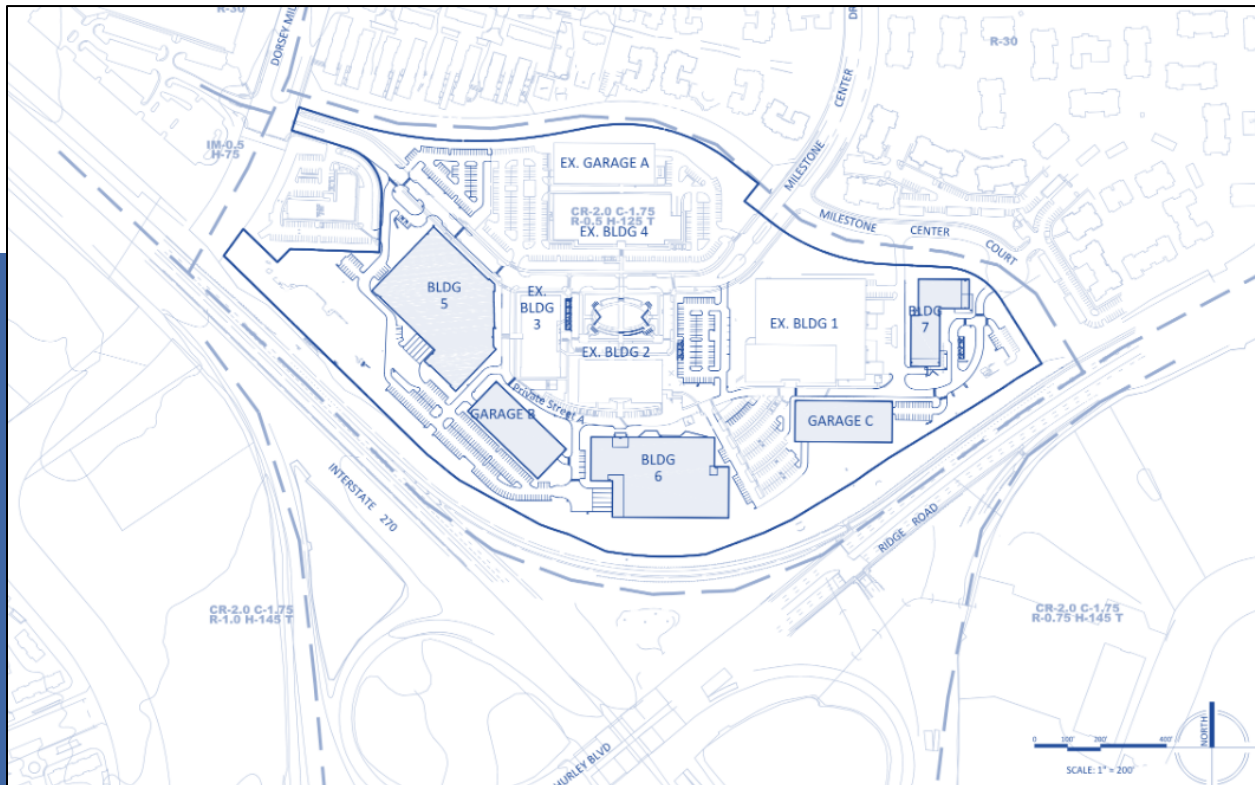 R-30
DORSEY MIL
DR
R-30
CENTER
MILESTONE
IM-0.5
H-75
EX. GARAGE A
CR-2.0 C-1.75
R-0.5 H-125 T
EX. BLDG 4
MILESTONE CENTER COURT
BLDG
5
EX.
BLDG
3
EX. BLDG 2
EX. BLDG 1
BLDG
7
Private Street A
GARAGE B
GARAGE C
BLDG
6
INTERSTATE 270
RIDGE ROAD
CR-2.0 C-1.75
R-1.0 H-145 T
CR-2.0 C-1.75
R-0.75 H-145 T
HURLEY BLVD
0 100' 200' 400'
SCALE: 1" = 200'
NORTH